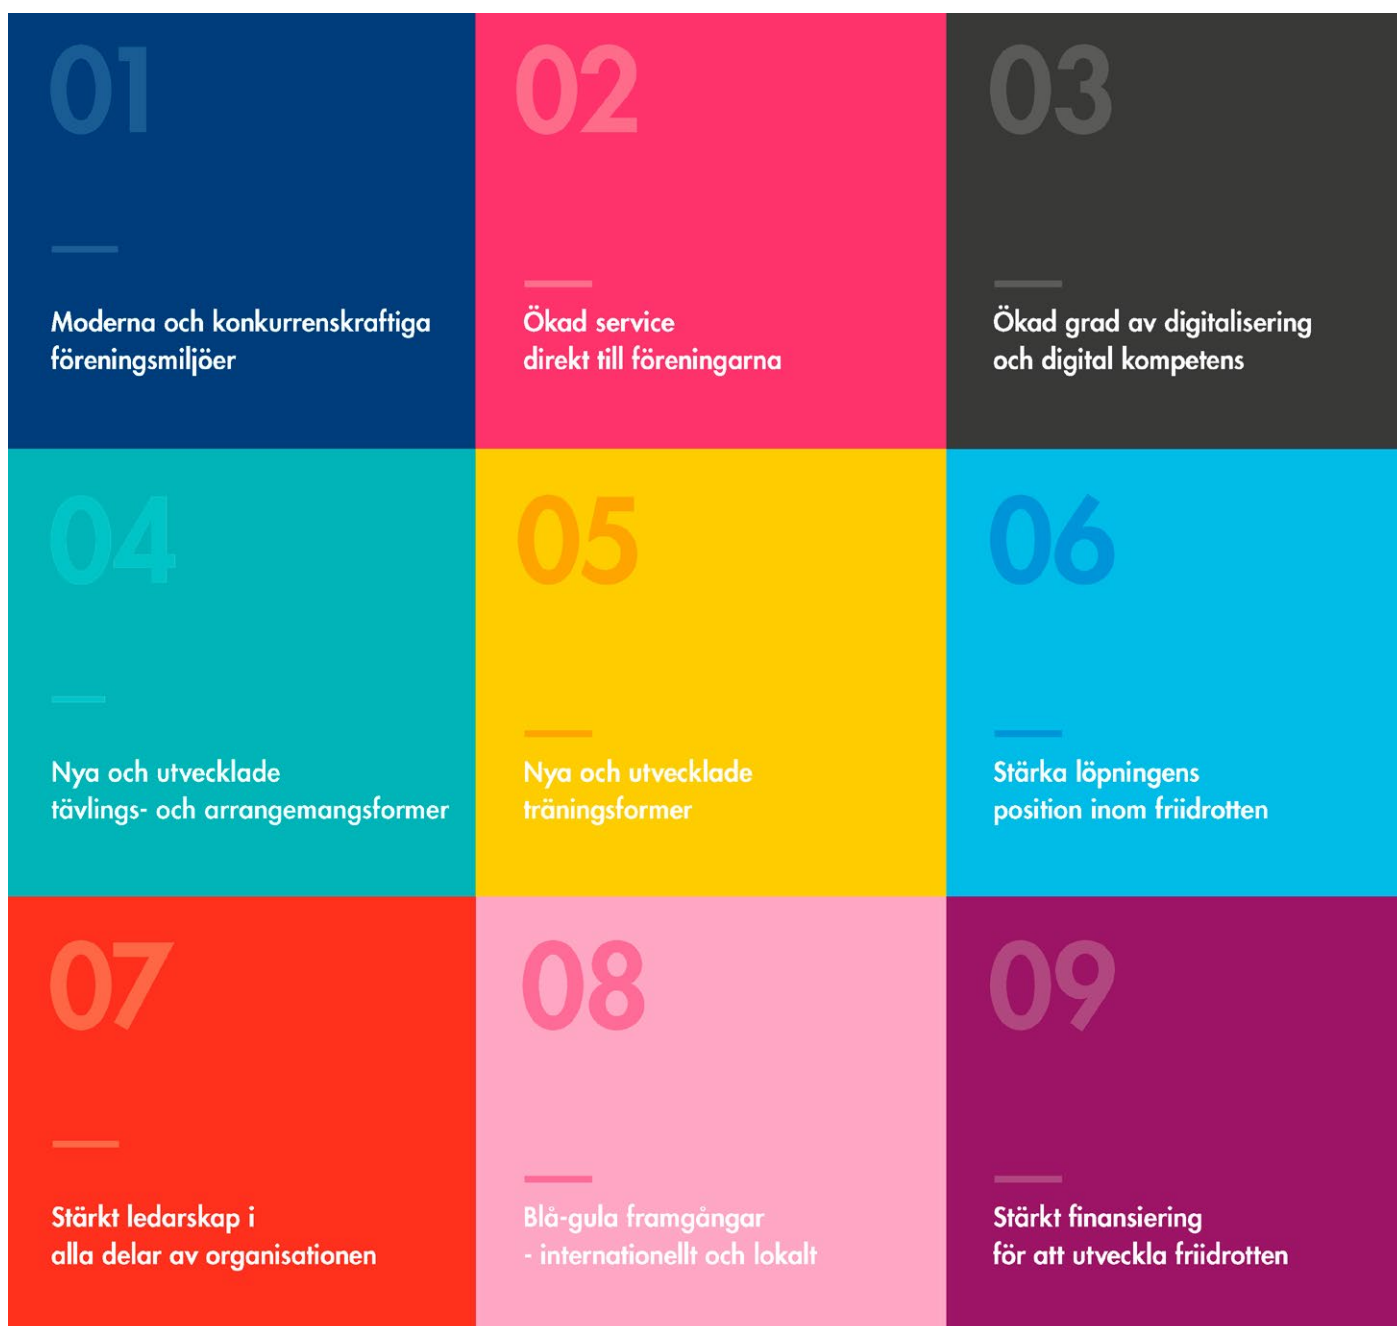 01
Moderna och konkurrenskraftiga
föreningsmiljöer
02
Ökad service
direkt till föreningarna
03
Ökad grad av digitalisering
och digital kompetens
04
Nya och utvecklade
tävlings- och arrangemangsformer
05
Nya och utvecklade
träningsformer
06
Stärka löpningens
position inom friidrotten
07
Stärkt ledarskap i
alla delar av organisationen
08
Blå-gula framgångar
- internationellt och lokalt
09
Stärkt finansiering
för att utveckla friidrotten